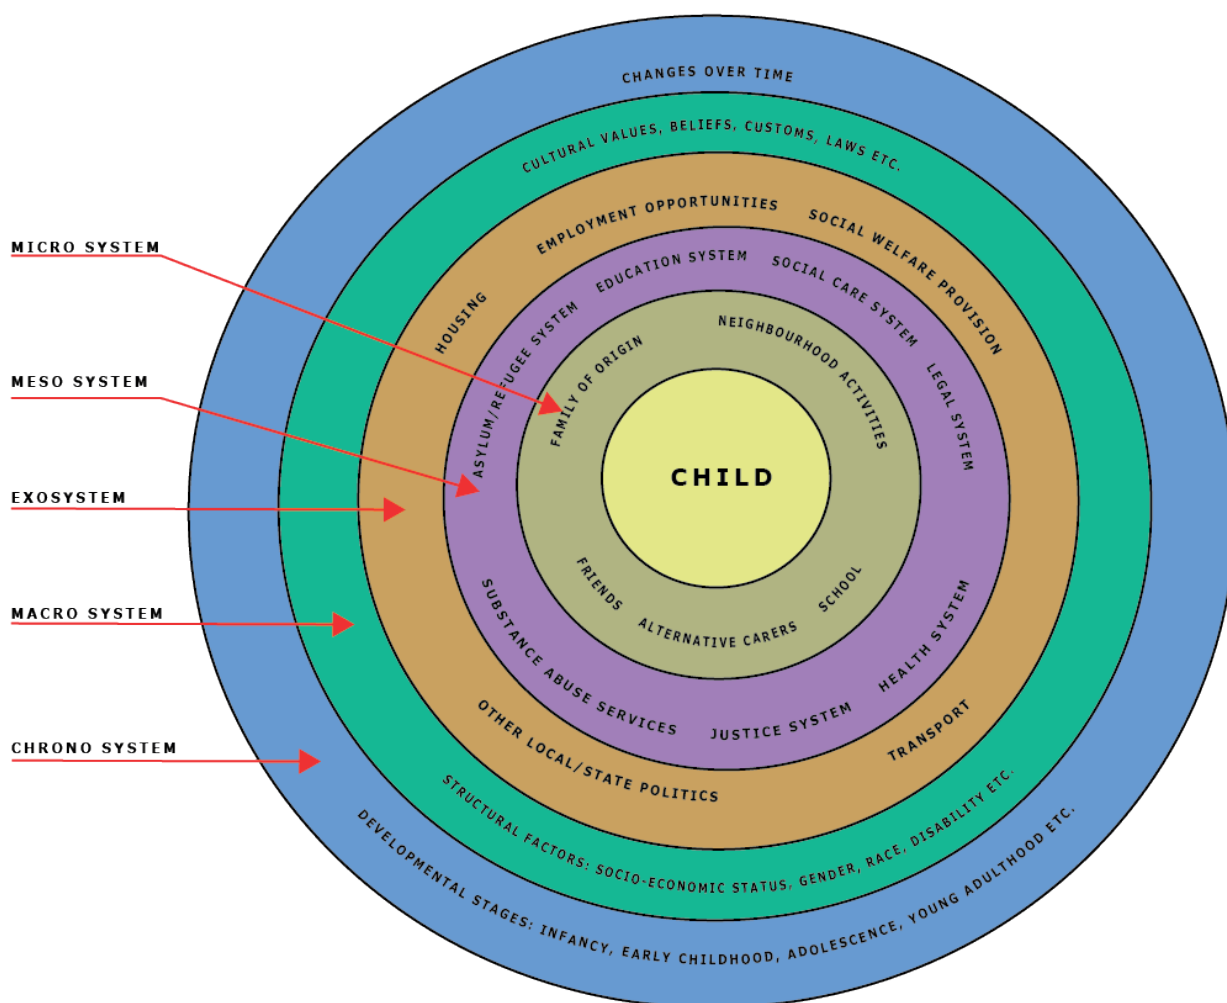 CHANGES OVER TIME
CULTURAL VALUES, BELIEFS, CUSTOMS, LAWS ETC.
EMPLOYMENT OPPORTUNITIES
SOCIAL WELFARE PROVISION
HOUSING
EDUCATION SYSTEM
SOCIAL CARE SYSTEM
ASYLUM/REFUGEE SYSTEM
LEGAL SYSTEM
FAMILY OF ORIGIN
NEIGHBOURHOOD ACTIVITIES
MICRO SYSTEM
MESO SYSTEM
EXOSYSTEM
MACRO SYSTEM
CHRONO SYSTEM
CHILD
FRIENDS
ALTERNATIVE CARERS
SCHOOL
SUBSTANCE ABUSE SERVICES
JUSTICE SYSTEM
HEALTH SYSTEM
OTHER LOCAL/STATE POLITICS
TRANSPORT
STRUCTURAL FACTORS: SOCIO-ECONOMIC STATUS, GENDER, RACE, DISABILITY ETC.
DEVELOPMENTAL STAGES: INFANCY, EARLY CHILDHOOD, ADOLESCENCE, YOUNG ADULTHOOD ETC.